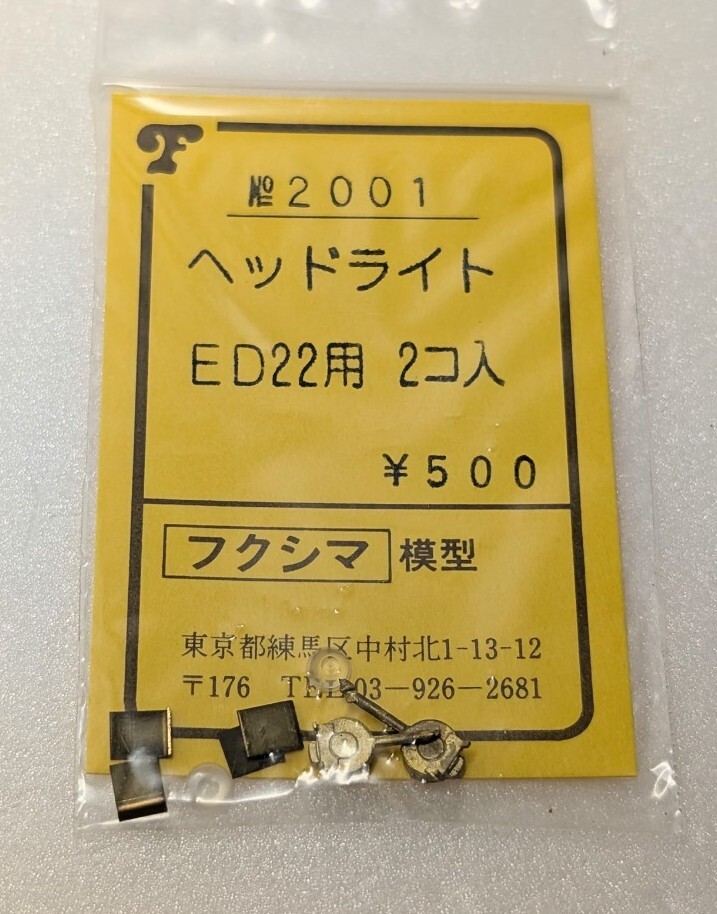 F
№2001
ヘッドライト
ED22用 2コ入
¥500
フクシマ 模型
東京都練馬区中村北1-13-12
〒176 TEL03-926-2681